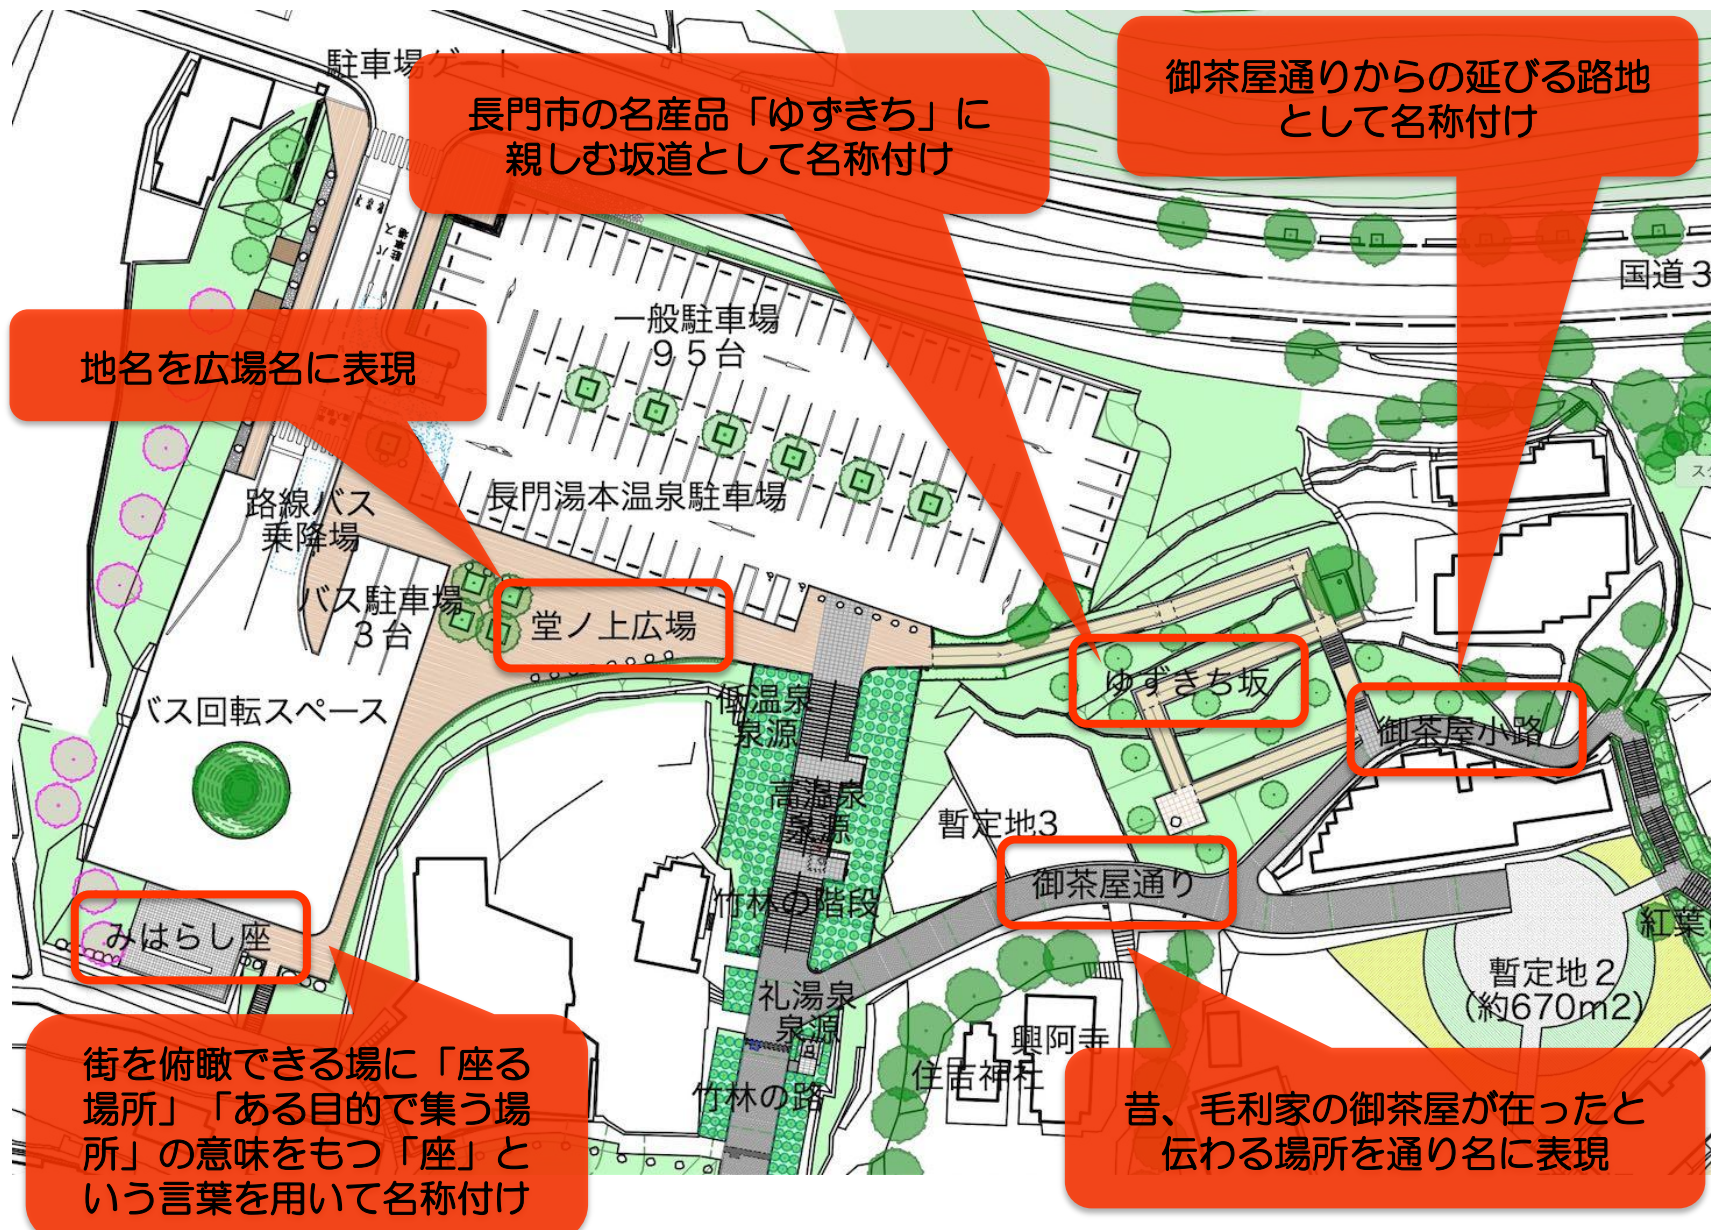 駐車場ゲート
長門市の名産品「ゆずきち」に
親しむ坂道として名称付け
御茶屋通りからの延びる路地
として名称付け
国道3
一般駐車場
95台
地名を広場名に表現
路線バス
乗降場
長門湯本温泉駐車場
バス駐車場
3台
堂ノ上広場
ゆずきち坂
御茶屋小路
バス回転スペース
低温泉
泉源
高温泉
泉源
暫定地3
御茶屋通り
竹林の階段
みはらし座
紅葉
暫定地2
(約670m2)
礼湯泉
泉源
興阿寺
住吉神社
竹林の路
街を俯瞰できる場に「座る
場所」「ある目的で集う場
所」の意味をもつ「座」と
いう言葉を用いて名称付け
昔、毛利家の御茶屋が在ったと
伝わる場所を通り名に表現